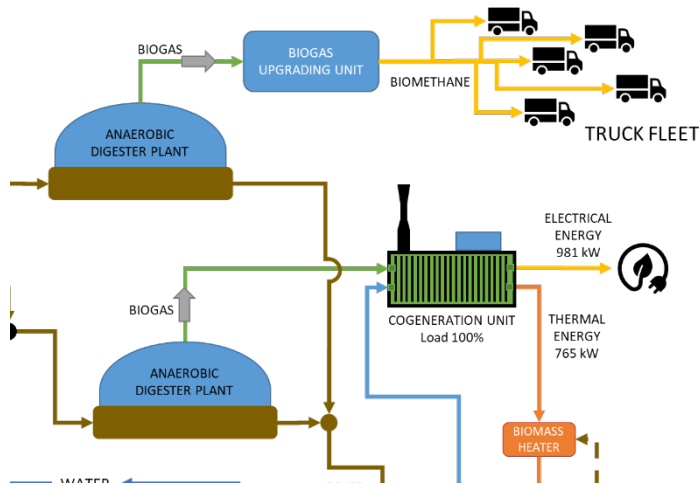 BIOGAS
BIOGAS
UPGRADING UNIT
BIOMETHANE
TRUCK FLEET
ANAEROBIC
DIGESTER PLANT
ELECTRICAL
ENERGY
981 kW
BIOGAS
COGENERATION UNIT
Load 100%
THERMAL
ENERGY
765 kW
ANAEROBIC
DIGESTER PLANT
BIOMASS
HEATER
WATER